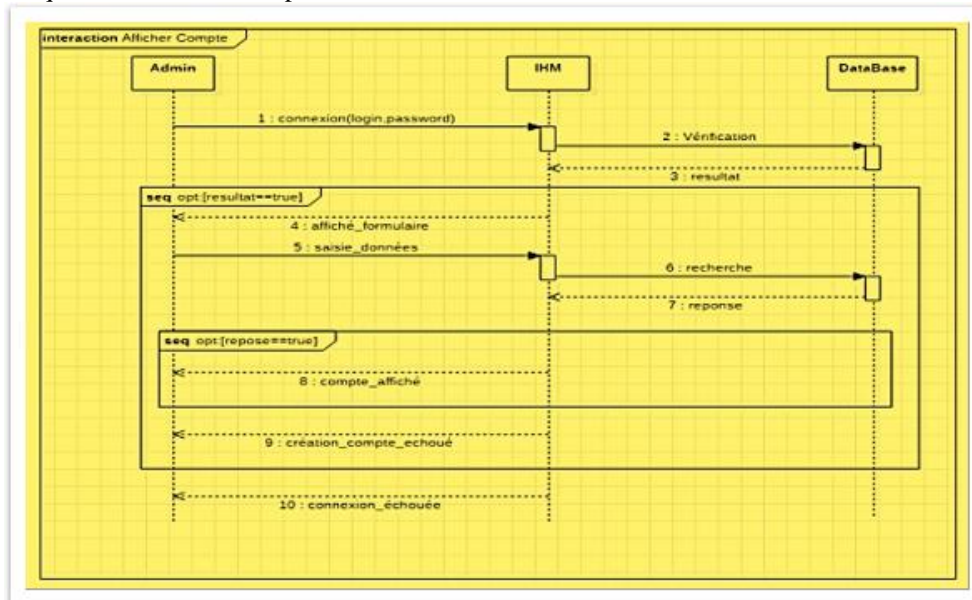 interaction Afficher Compte
Admin
IHM
DataBase
1 : connexion(login,password)
2 : Vérification
3 : resultat
seq opt:[resultat==true]
4 : affiché_formulaire
5 : saisie_données
6 : recherche
7 : reponse
seq opt:[repose==true]
8 : compte_affiché
9 : création_compte_echoué
10 : connexion_échouée